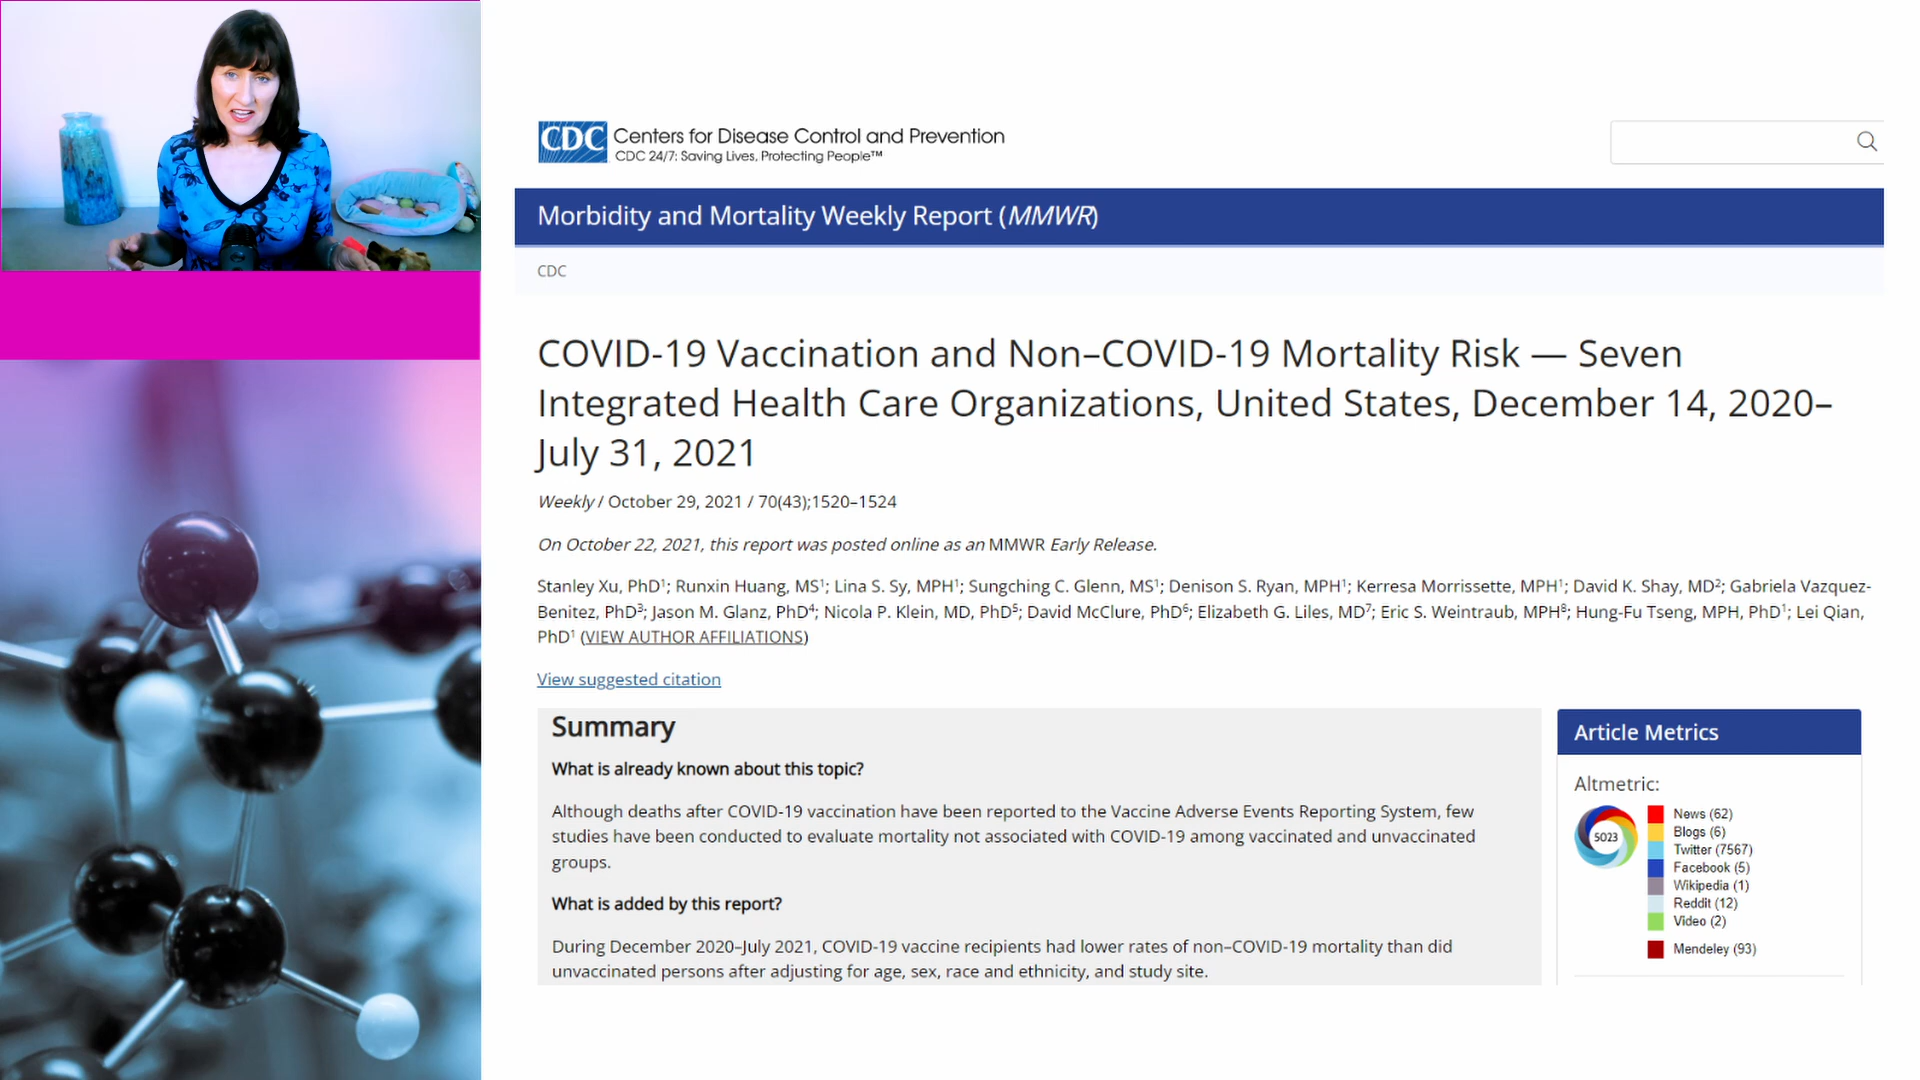 CDC Centers for Disease Control and Prevention
CDC 24/7: Saving Lives, Protecting People™
Morbidity and Mortality Weekly Report (MMWR)
CDC
COVID-19 Vaccination and Non–COVID-19 Mortality Risk — Seven
Integrated Health Care Organizations, United States, December 14, 2020–
July 31, 2021
Weekly / October 29, 2021 / 70(43);1520–1524
On October 22, 2021, this report was posted online as an MMWR Early Release.
Stanley Xu, PhD¹; Runxin Huang, MS¹; Lina S. Sy, MPH¹; Sungching C. Glenn, MS¹; Denison S. Ryan, MPH¹; Kerresa Morrissette, MPH¹; David K. Shay, MD²; Gabriela Vazquez-
Benitez, PhD³; Jason M. Glanz, PhD⁴; Nicola P. Klein, MD, PhD⁵; David McClure, PhD⁶; Elizabeth G. Liles, MD⁷; Eric S. Weintraub, MPH⁸; Hung-Fu Tseng, MPH, PhD¹; Lei Qian,
PhD¹ (VIEW AUTHOR AFFILIATIONS)
View suggested citation
Summary
What is already known about this topic?
Although deaths after COVID-19 vaccination have been reported to the Vaccine Adverse Events Reporting System, few
studies have been conducted to evaluate mortality not associated with COVID-19 among vaccinated and unvaccinated
groups.
What is added by this report?
During December 2020–July 2021, COVID-19 vaccine recipients had lower rates of non–COVID-19 mortality than did
unvaccinated persons after adjusting for age, sex, race and ethnicity, and study site.
Article Metrics
Altmetric:
5023
News (62)
Blogs (6)
Twitter (7567)
Facebook (5)
Wikipedia (1)
Reddit (12)
Video (2)
Mendeley (93)